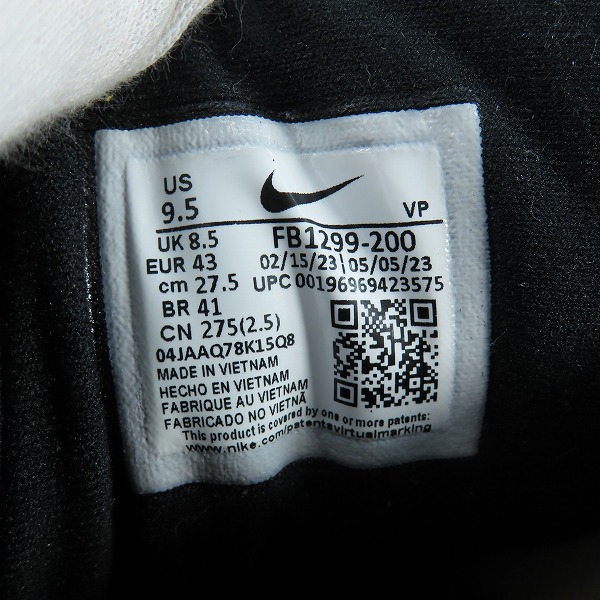 US
9.5
VP
UK 8.5
FB1299-200
EUR 43
02/15/23\05/05/23
cm 27.5
UPC 00196969423575
BR 41
CN 275(2.5)
04JAAQ78K15Q8
MADE IN VIETNAM
HECHO EN VIETNAM
FABRIQUE AU VIETNAM
FABRICADO NO VIETNÃ
This product is covered by one or more patents:
www.nike.com/patentsvirtualmarking